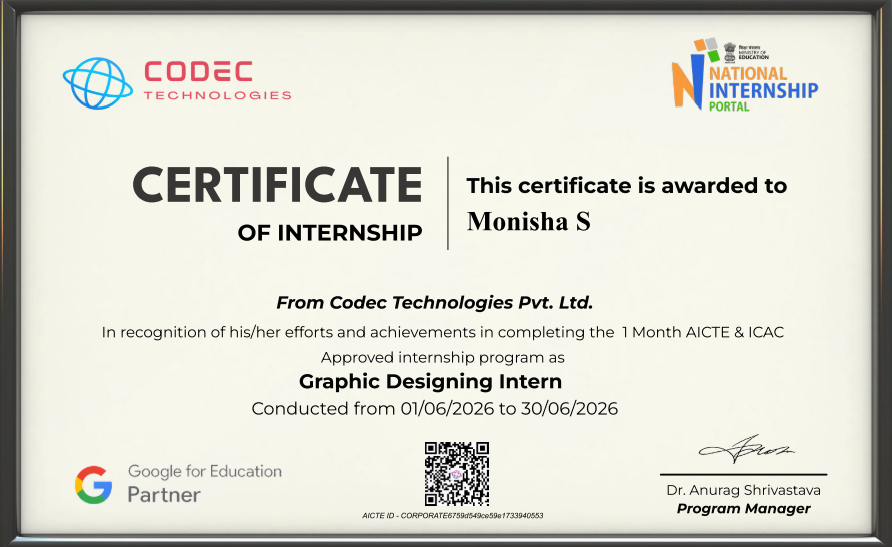 CODEC
TECHNOLOGIES
शिक्षा मंत्रालय
MINISTRY OF
EDUCATION
NATIONAL
INTERNSHIP
PORTAL
CERTIFICATE
OF INTERNSHIP
This certificate is awarded to
Monisha S
From Codec Technologies Pvt. Ltd.
In recognition of his/her efforts and achievements in completing the 1 Month AICTE & ICAC
Approved internship program as
Graphic Designing Intern
Conducted from 01/06/2026 to 30/06/2026
Google for Education
Partner
AICTE ID - CORPORATE6759d549ce59e1733940553
Dr. Anurag Shrivastava
Program Manager